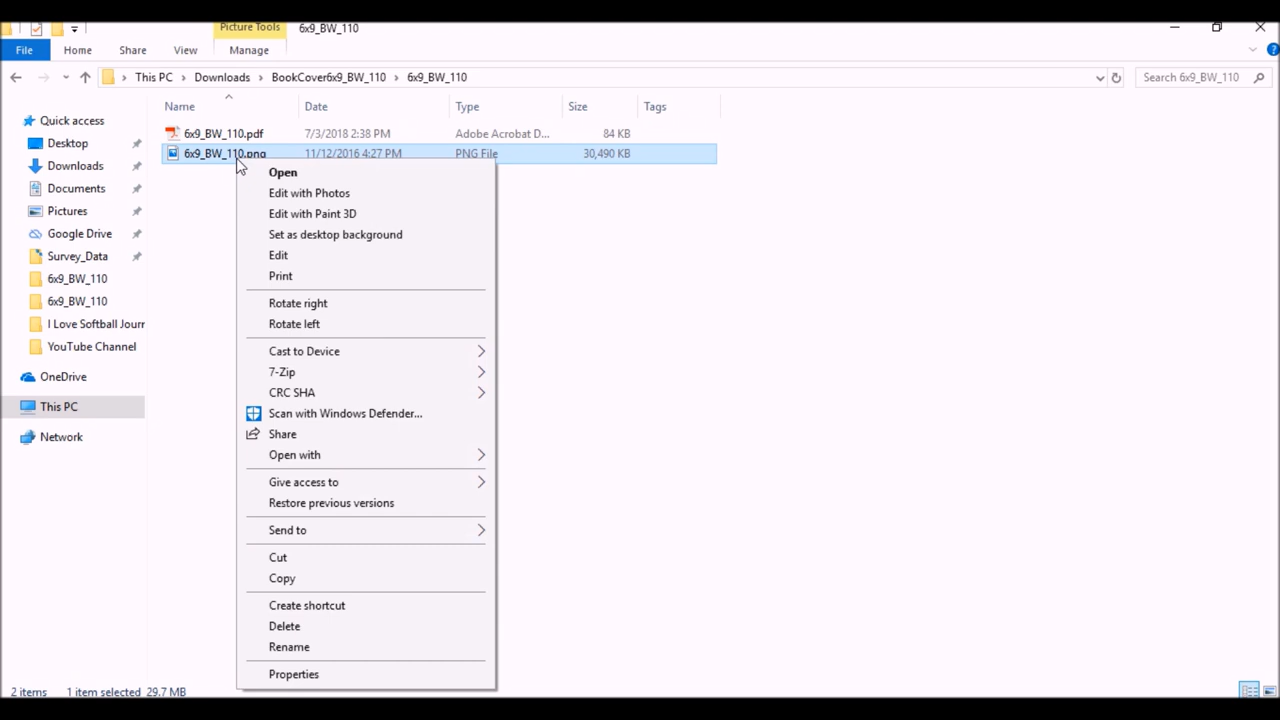 Picture Tools
6x9_BW_110
File
Home
Share
View
Manage
This PC
Downloads
BookCover6x9_BW_110
6x9_BW_110
Search 6x9_BW_110
Name
Date
Type
Size
Tags
6x9_BW_110.pdf
7/3/2018 2:38 PM
Adobe Acrobat D...
84 KB
6x9_BW_110.png
11/12/2016 4:27 PM
PNG File
30,490 KB
Quick access
Desktop
Downloads
Documents
Pictures
Google Drive
Survey_Data
6x9_BW_110
6x9_BW_110
I Love Softball Jour
YouTube Channel
OneDrive
This PC
Network
Open
Edit with Photos
Edit with Paint 3D
Set as desktop background
Edit
Print
Rotate right
Rotate left
Cast to Device
7-Zip
CRC SHA
Scan with Windows Defender...
Share
Open with
Give access to
Restore previous versions
Send to
Cut
Copy
Create shortcut
Delete
Rename
Properties
2 items
1 item selected 29.7 MB